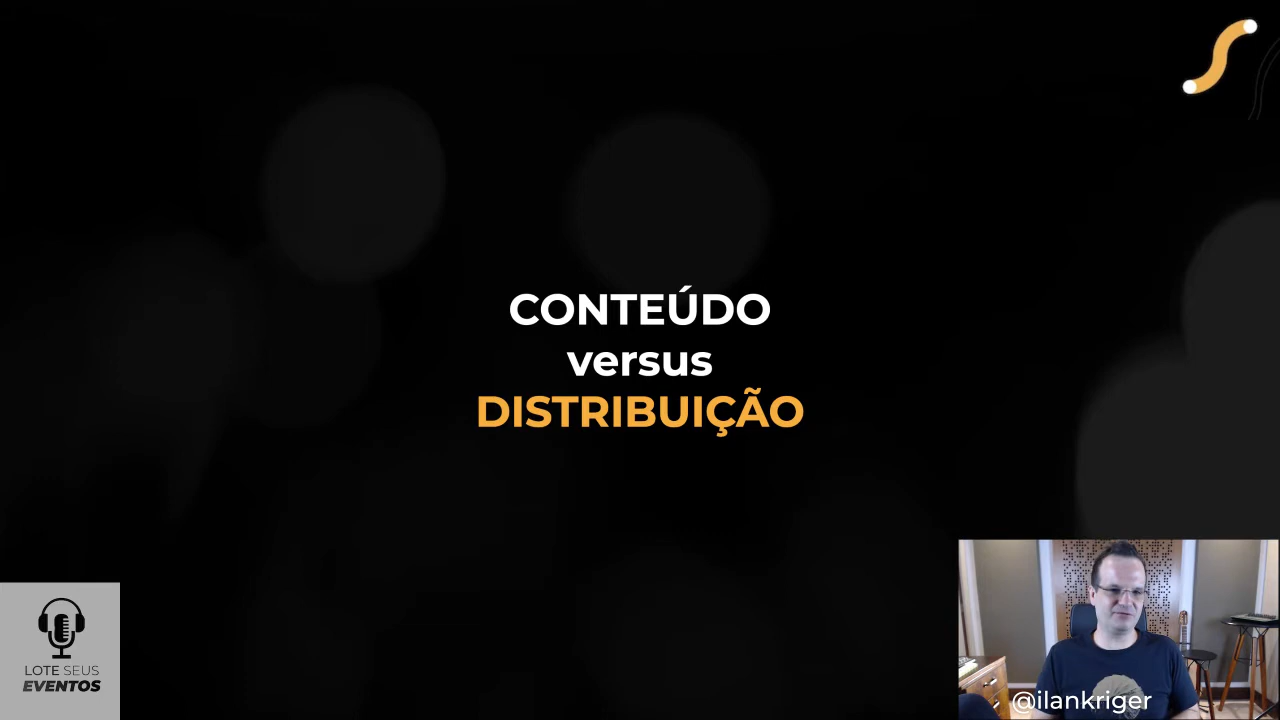 CONTEÚDO
versus
DISTRIBUIÇÃO
LOTE SEUS
EVENTOS
@ilankriger